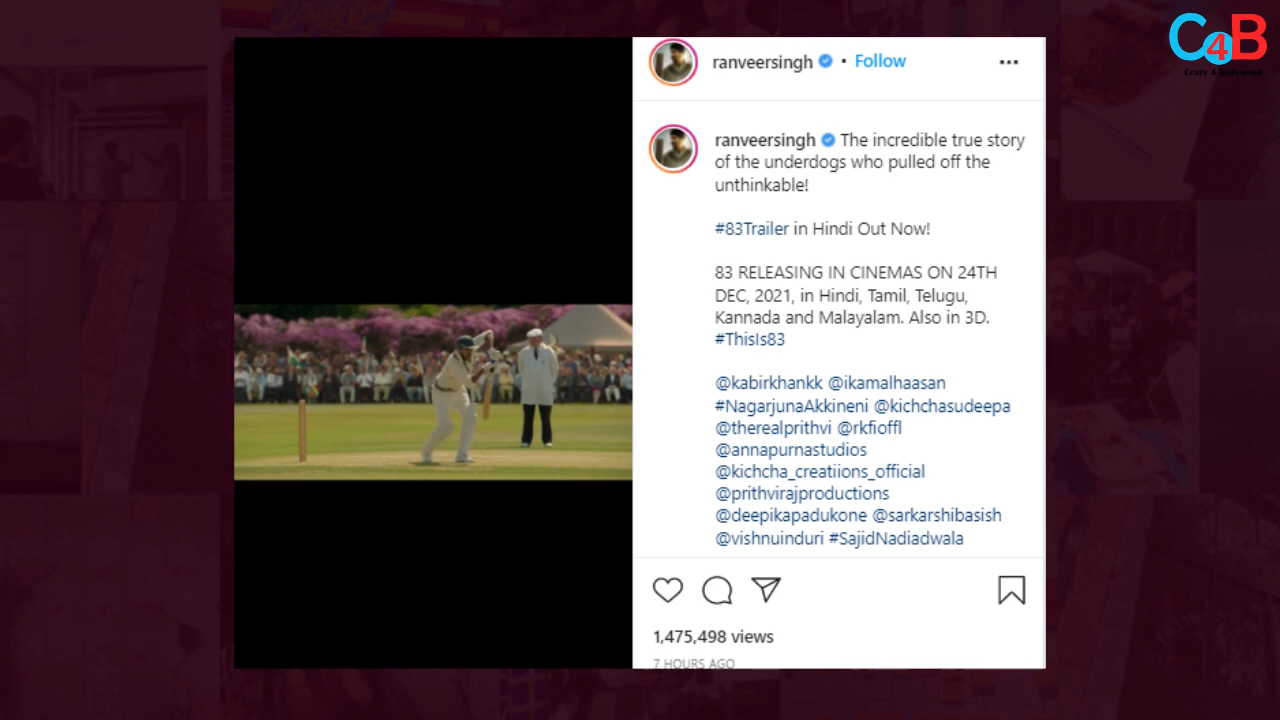 C4B
Crazy 4 Bollywood
ranveersingh • Follow
ranveersingh The incredible true story
of the underdogs who pulled off the
unthinkable!
#83Trailer in Hindi Out Now!
83 RELEASING IN CINEMAS ON 24TH
DEC, 2021, in Hindi, Tamil, Telugu,
Kannada and Malayalam. Also in 3D.
#ThisIs83
@kabirkhankk @ikamalhaasan
#NagarjunaAkkineni @kichchasudeepa
@therealprithvi @rkfioffl
@annapurnastudios
@kichcha_creatiions_official
@prithvirajproductions
@deepikapadukone @sarkarshibasish
@vishnuinduri #SajidNadiadwala
1,475,498 views
7 HOURS AGO